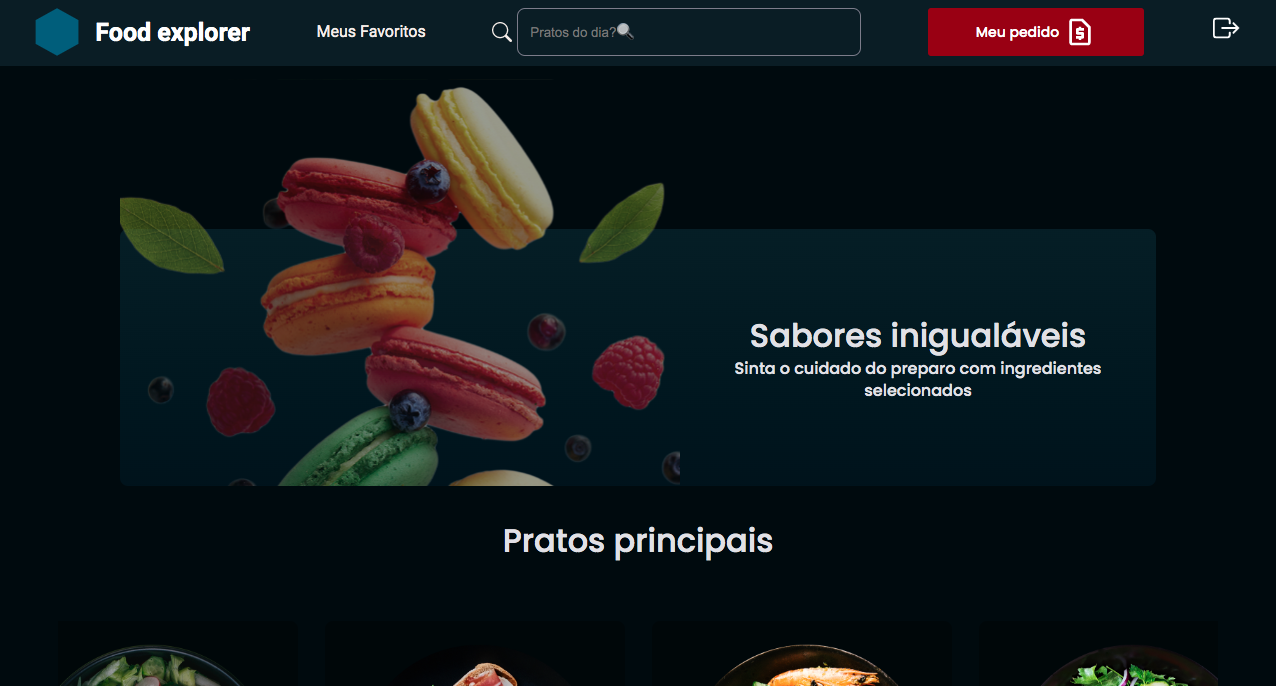 Food explorer
Meus Favoritos
Pratos do dia?🔍
Meu pedido
Sabores inigualáveis
Sinta o cuidado do preparo com ingredientes
selecionados
Pratos principais